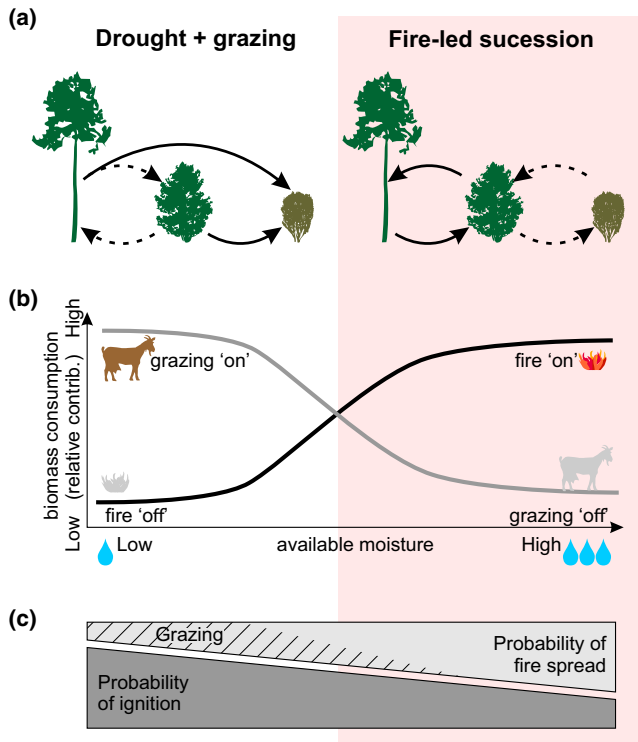 (a)
Drought + grazing
Fire-led sucession
(b)
High
biomass consumption
(relative contrib.)
Low
grazing ‘on’
fire ‘on’
fire ‘off’
grazing ‘off’
Low
available moisture
High
(c)
Grazing
Probability of
fire spread
Probability
of ignition